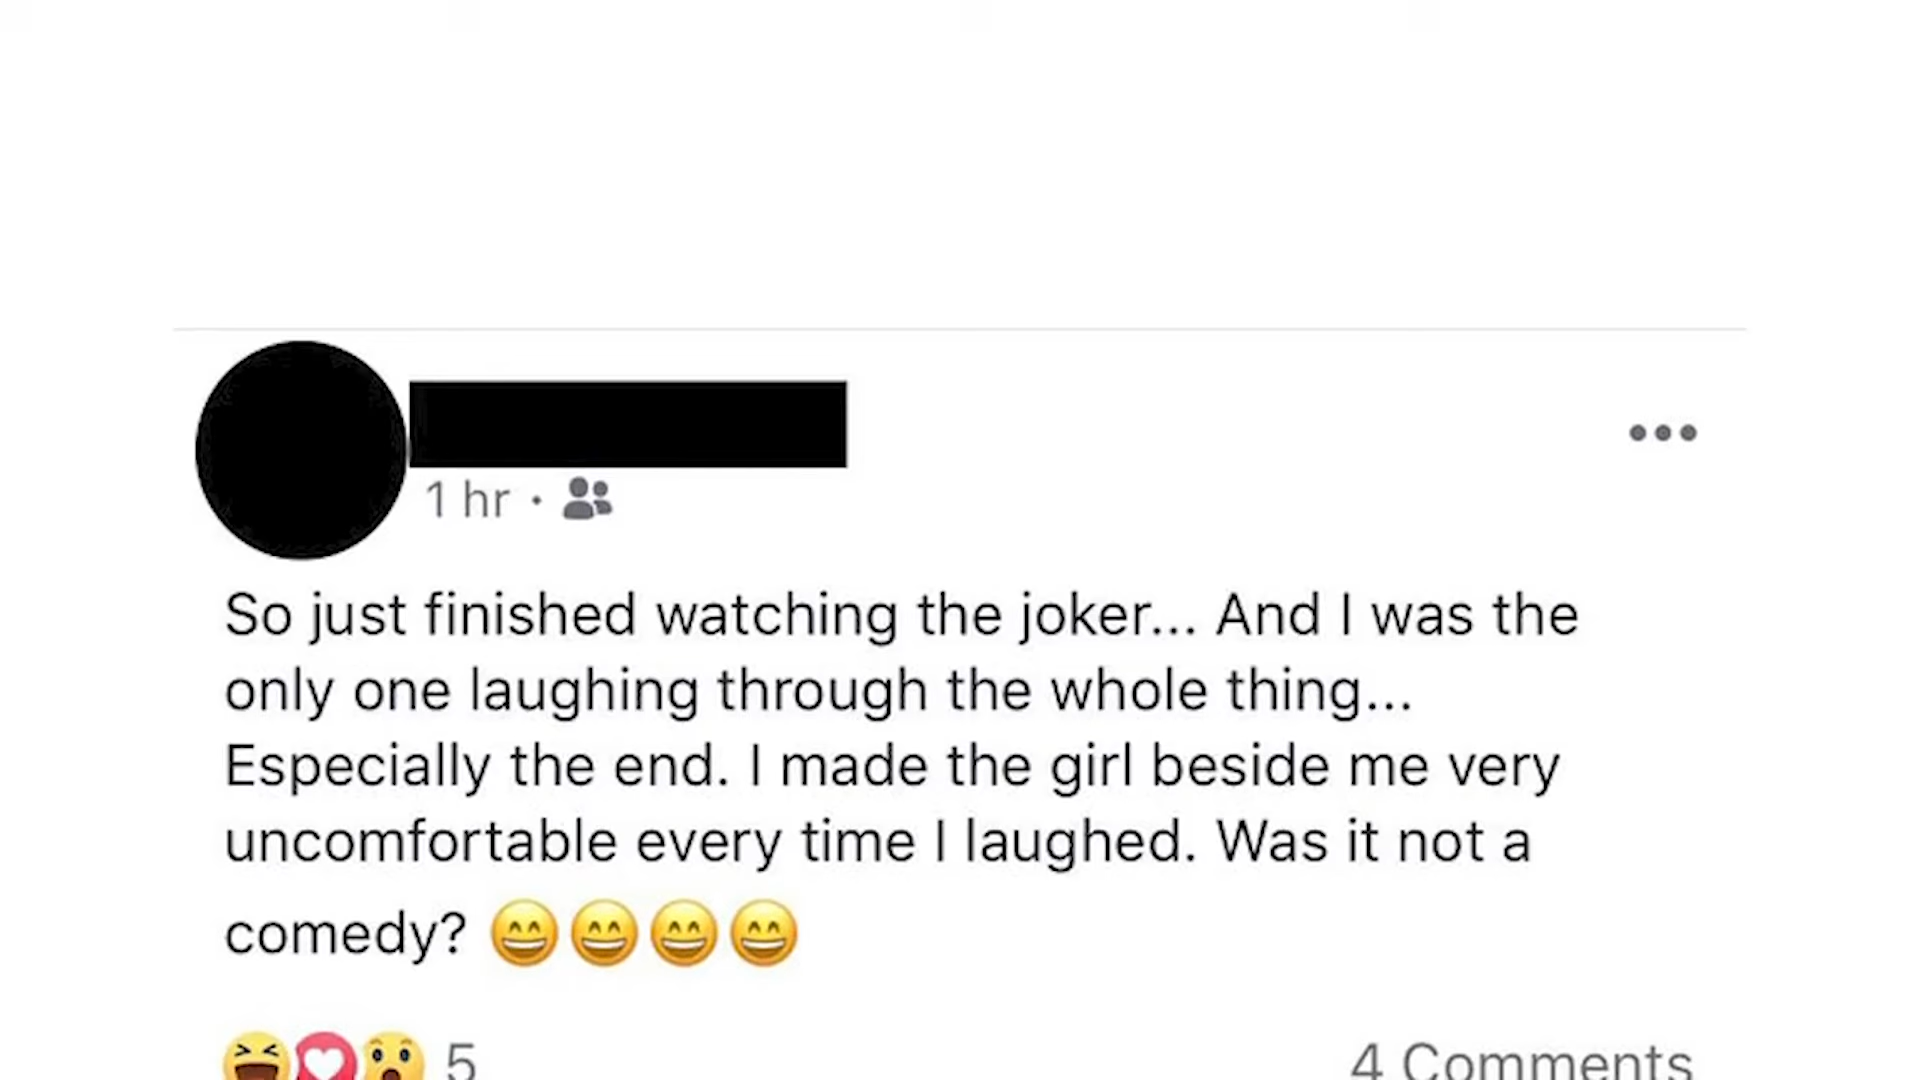 1 hr ·
So just finished watching the joker... And I was the
only one laughing through the whole thing...
Especially the end. I made the girl beside me very
uncomfortable every time I laughed. Was it not a
comedy? 😄😄😄😄
5
4 Comments